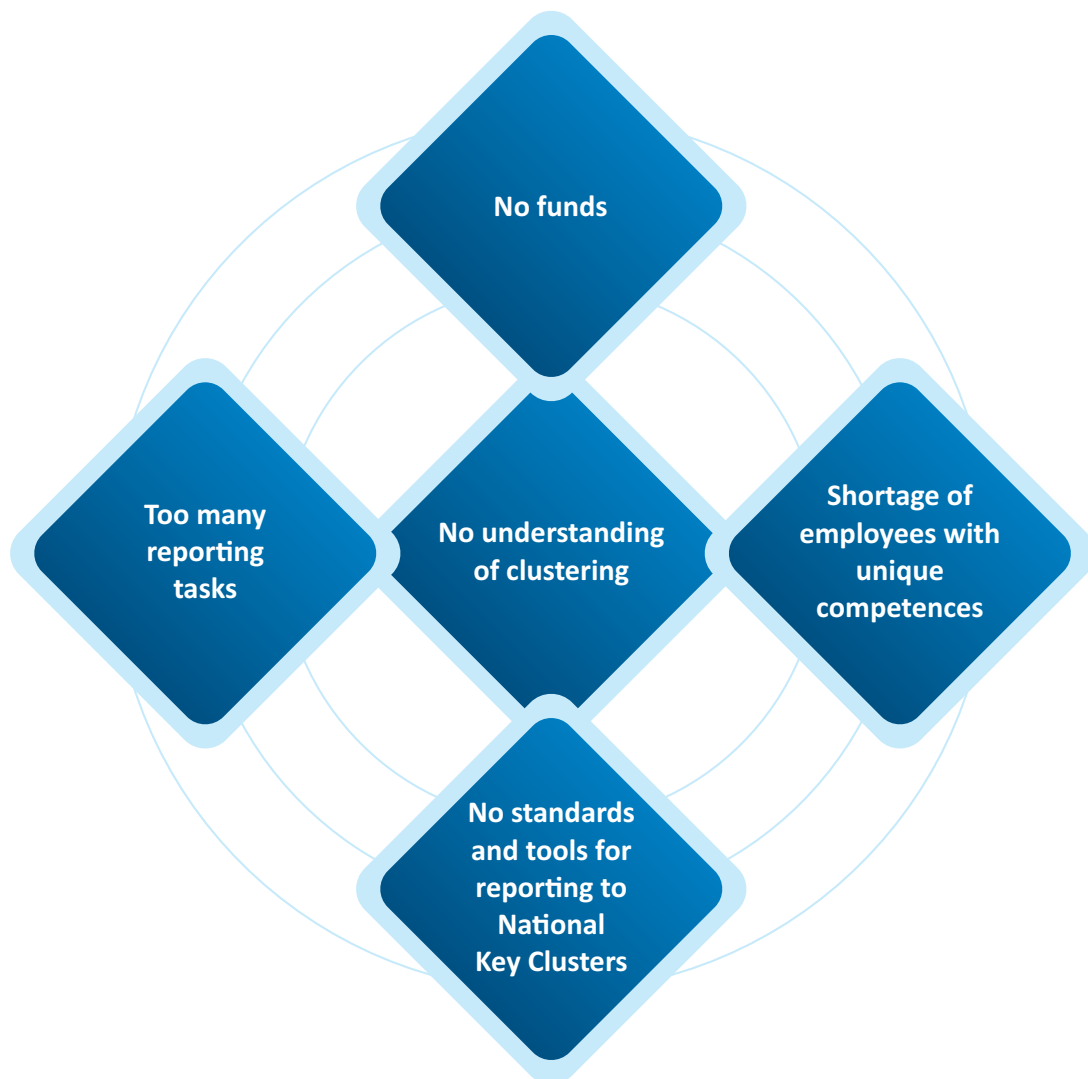 No funds
Too many
reporting
tasks
No understanding
of clustering
Shortage of
employees with
unique
competences
No standards
and tools for
reporting to
National
Key Clusters